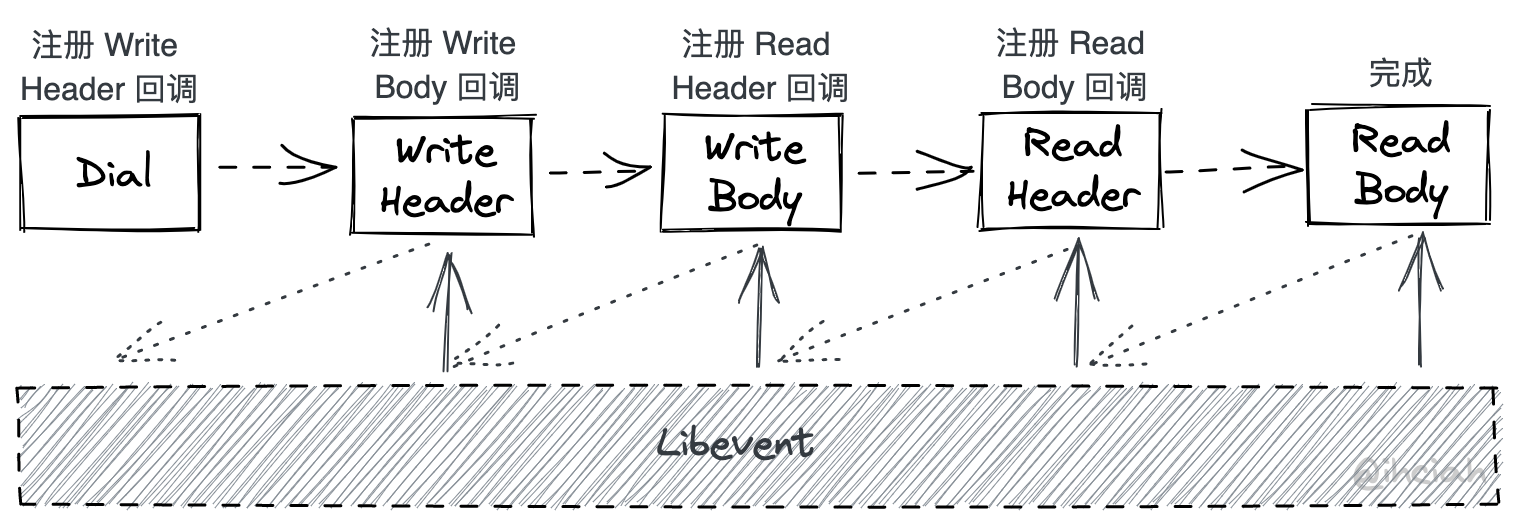 注册 Write
Header 回调
注册 Write
Body 回调
注册 Read
Header 回调
注册 Read
Body 回调
完成
Dial
Write
Header
Write
Body
Read
Header
Read
Body
Libevent
@ihciah